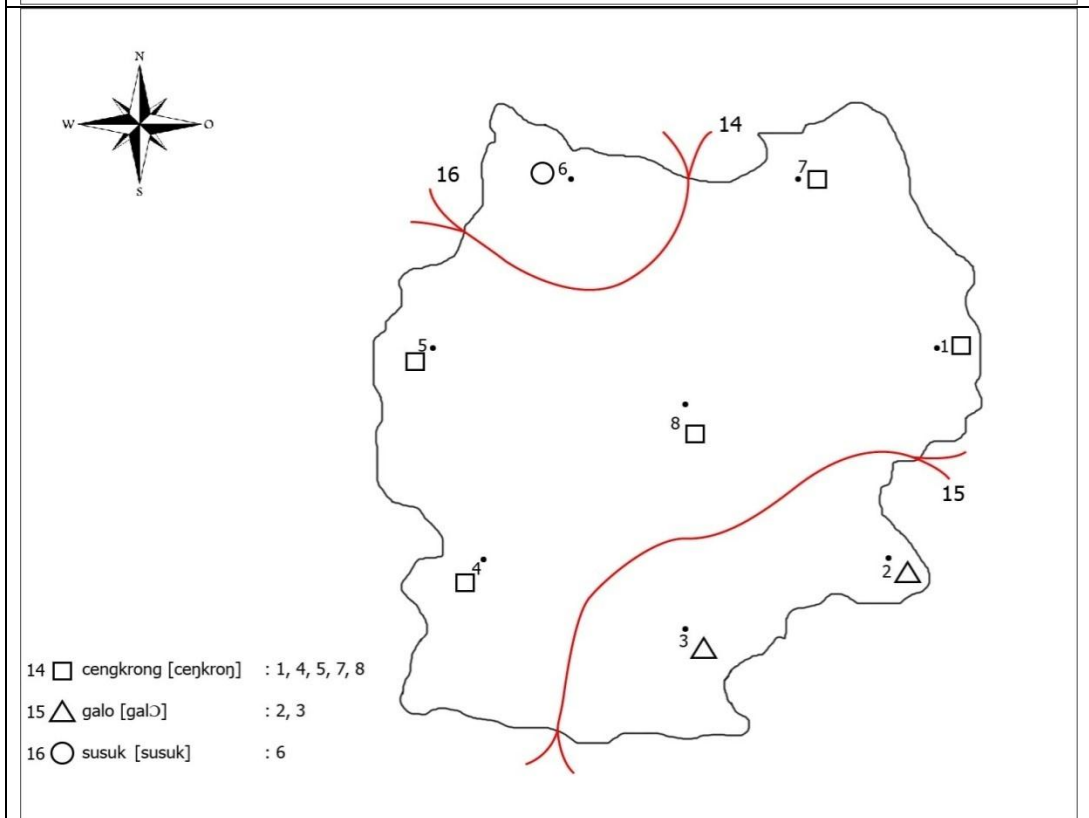 N
W O
S
14
16
6
7
5
1
8
15
4
2
3
14 cengkrong [ceŋkroŋ] : 1, 4, 5, 7, 8
15 galo [galɔ] : 2, 3
16 susuk [susuk] : 6